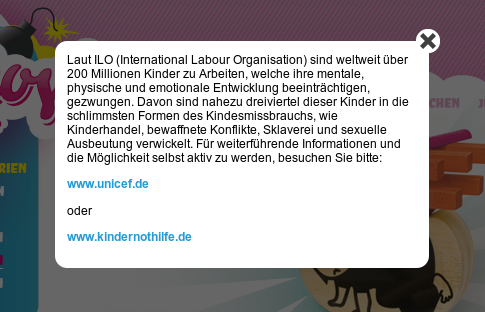 Laut ILO (International Labour Organisation) sind weltweit über
200 Millionen Kinder zu Arbeiten, welche ihre mentale,
physische und emotionale Entwicklung beeinträchtigen,
gezwungen. Davon sind nahezu dreiviertel dieser Kinder in die
schlimmsten Formen des Kindesmissbrauchs, wie
Kinderhandel, bewaffnete Konflikte, Sklaverei und sexuelle
Ausbeutung verwickelt. Für weiterführende Informationen und
die Möglichkeit selbst aktiv zu werden, besuchen Sie bitte:
www.unicef.de
oder
www.kindernothilfe.de